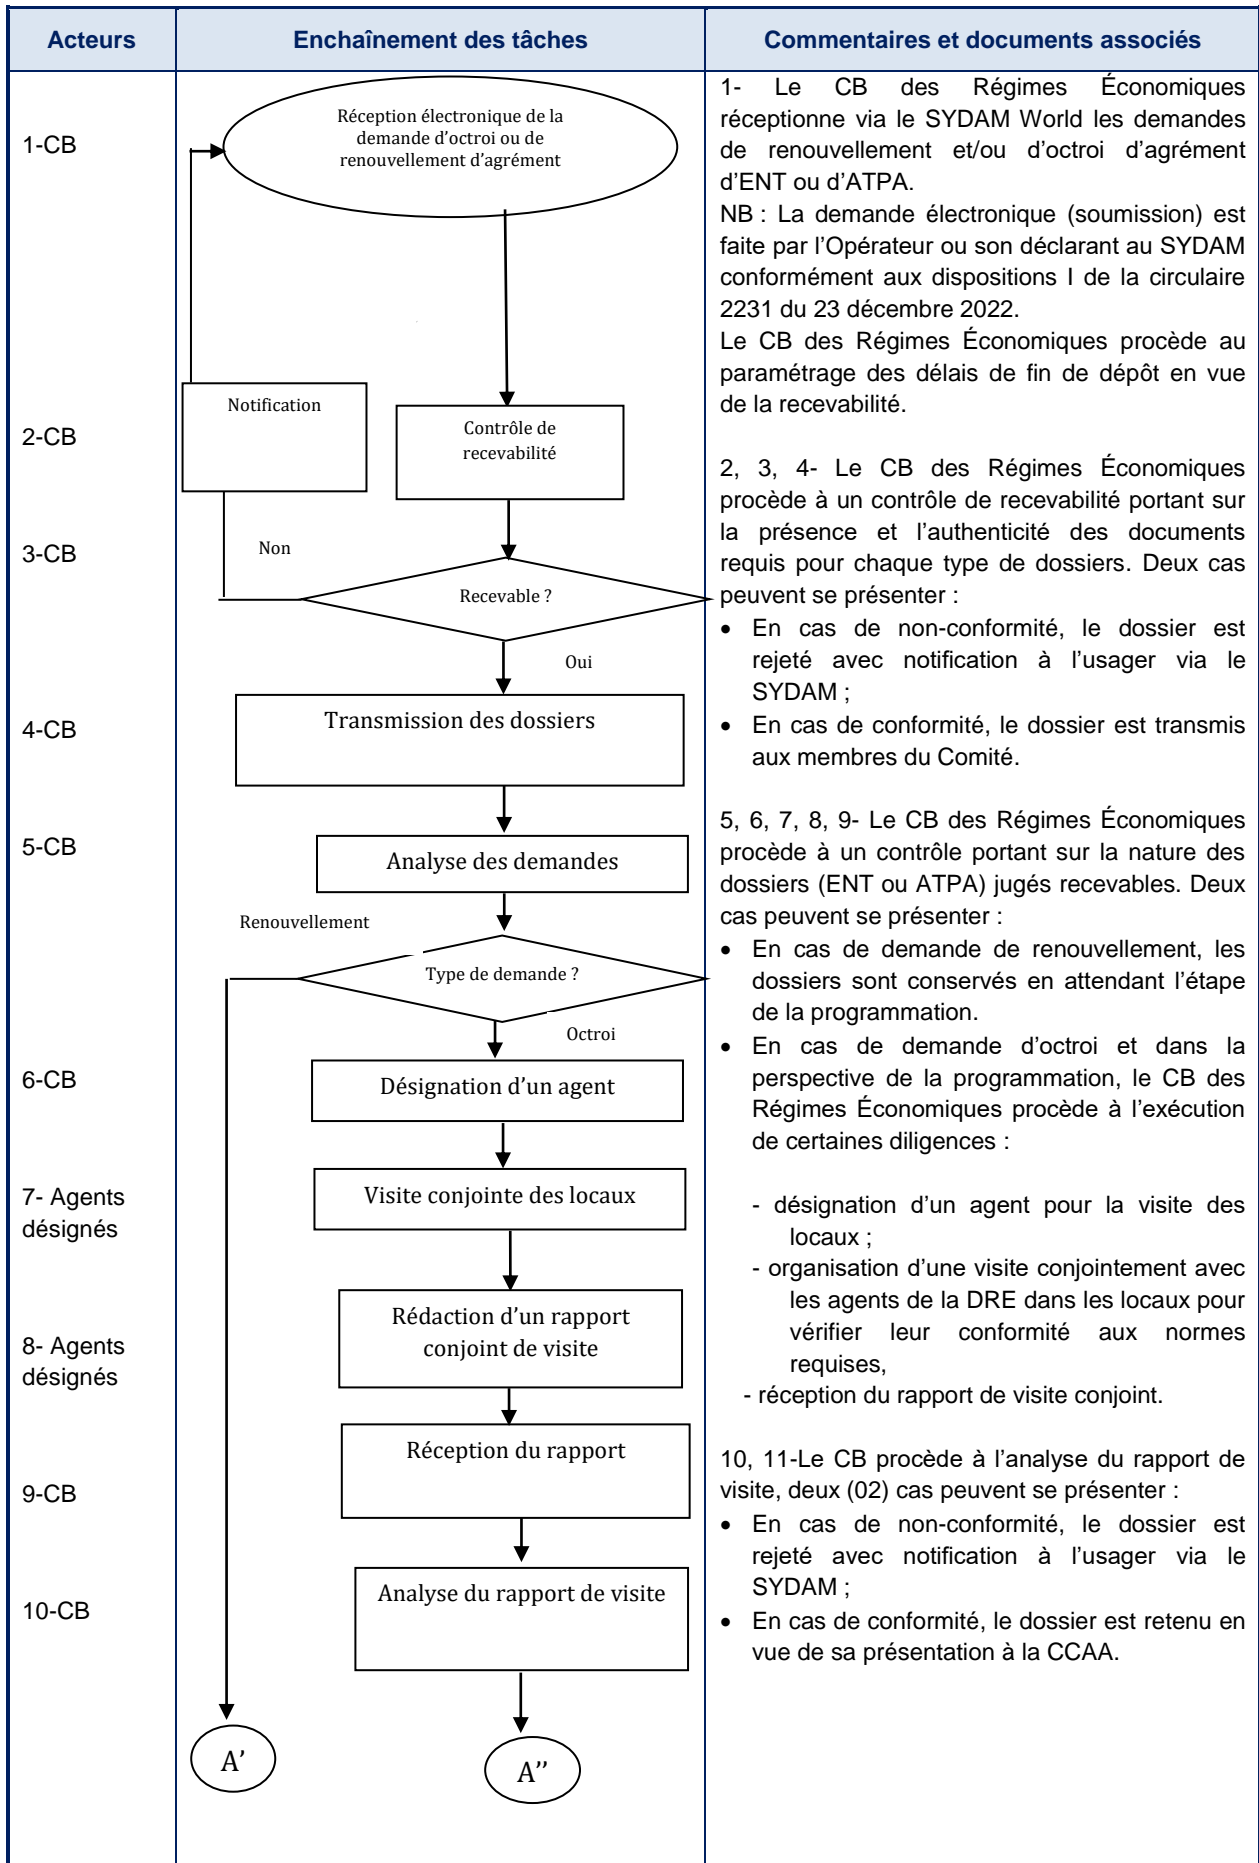 Acteurs
Enchaînement des tâches
Commentaires et documents associés
1-CB
2-CB
3-CB
4-CB
5-CB
6-CB
7- Agents
désignés
8- Agents
désignés
9-CB
10-CB
Réception électronique de la
demande d’octroi ou de
renouvellement d’agrément
Notification
Contrôle de
recevabilité
Non
Recevable ?
Oui
Transmission des dossiers
Analyse des demandes
Renouvellement
Type de demande ?
Octroi
Désignation d’un agent
Visite conjointe des locaux
Rédaction d’un rapport
conjoint de visite
Réception du rapport
Analyse du rapport de visite
A’
A’’
1- Le CB des Régimes Économiques
réceptionne via le SYDAM World les demandes
de renouvellement et/ou d’octroi d’agrément
d’ENT ou d’ATPA.
NB : La demande électronique (soumission) est
faite par l’Opérateur ou son déclarant au SYDAM
conformément aux dispositions I de la circulaire
2231 du 23 décembre 2022.
Le CB des Régimes Économiques procède au
paramétrage des délais de fin de dépôt en vue
de la recevabilité.
2, 3, 4- Le CB des Régimes Économiques
procède à un contrôle de recevabilité portant sur
la présence et l’authenticité des documents
requis pour chaque type de dossiers. Deux cas
peuvent se présenter :
• En cas de non-conformité, le dossier est
rejeté avec notification à l’usager via le
SYDAM ;
• En cas de conformité, le dossier est transmis
aux membres du Comité.
5, 6, 7, 8, 9- Le CB des Régimes Économiques
procède à un contrôle portant sur la nature des
dossiers (ENT ou ATPA) jugés recevables. Deux
cas peuvent se présenter :
• En cas de demande de renouvellement, les
dossiers sont conservés en attendant l’étape
de la programmation.
• En cas de demande d’octroi et dans la
perspective de la programmation, le CB des
Régimes Économiques procède à l’exécution
de certaines diligences :
- désignation d’un agent pour la visite des
locaux ;
- organisation d’une visite conjointement avec
les agents de la DRE dans les locaux pour
vérifier leur conformité aux normes
requises,
- réception du rapport de visite conjoint.
10, 11-Le CB procède à l’analyse du rapport de
visite, deux (02) cas peuvent se présenter :
• En cas de non-conformité, le dossier est
rejeté avec notification à l’usager via le
SYDAM ;
• En cas de conformité, le dossier est retenu en
vue de sa présentation à la CCAA.